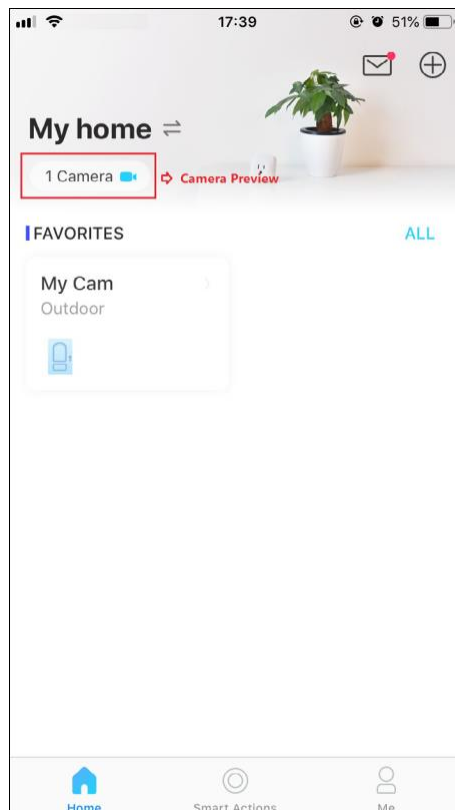 17:39
51%
My home
1 Camera
Camera Preview
FAVORITES
ALL
My Cam
Outdoor
Home
Smart Actions
Me